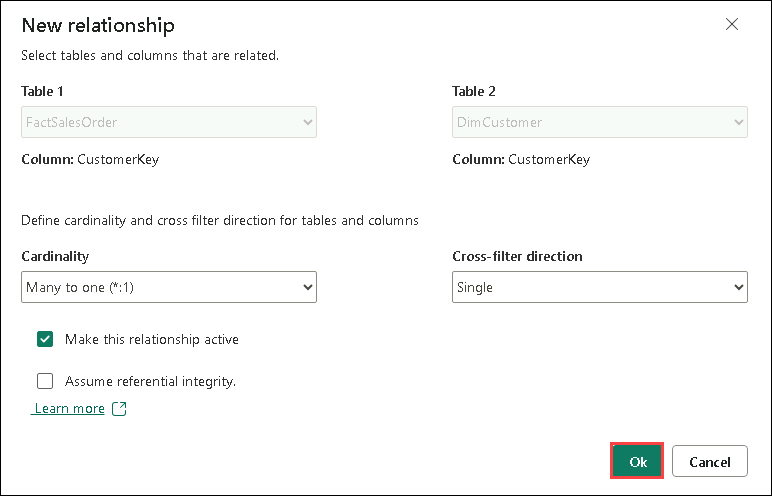 New relationship
Select tables and columns that are related.
Table 1
Table 2
FactSalesOrder
DimCustomer
Column: CustomerKey
Column: CustomerKey
Define cardinality and cross filter direction for tables and columns
Cardinality
Cross-filter direction
Many to one (*:1)
Single
Make this relationship active
Assume referential integrity.
Learn more
Ok
Cancel